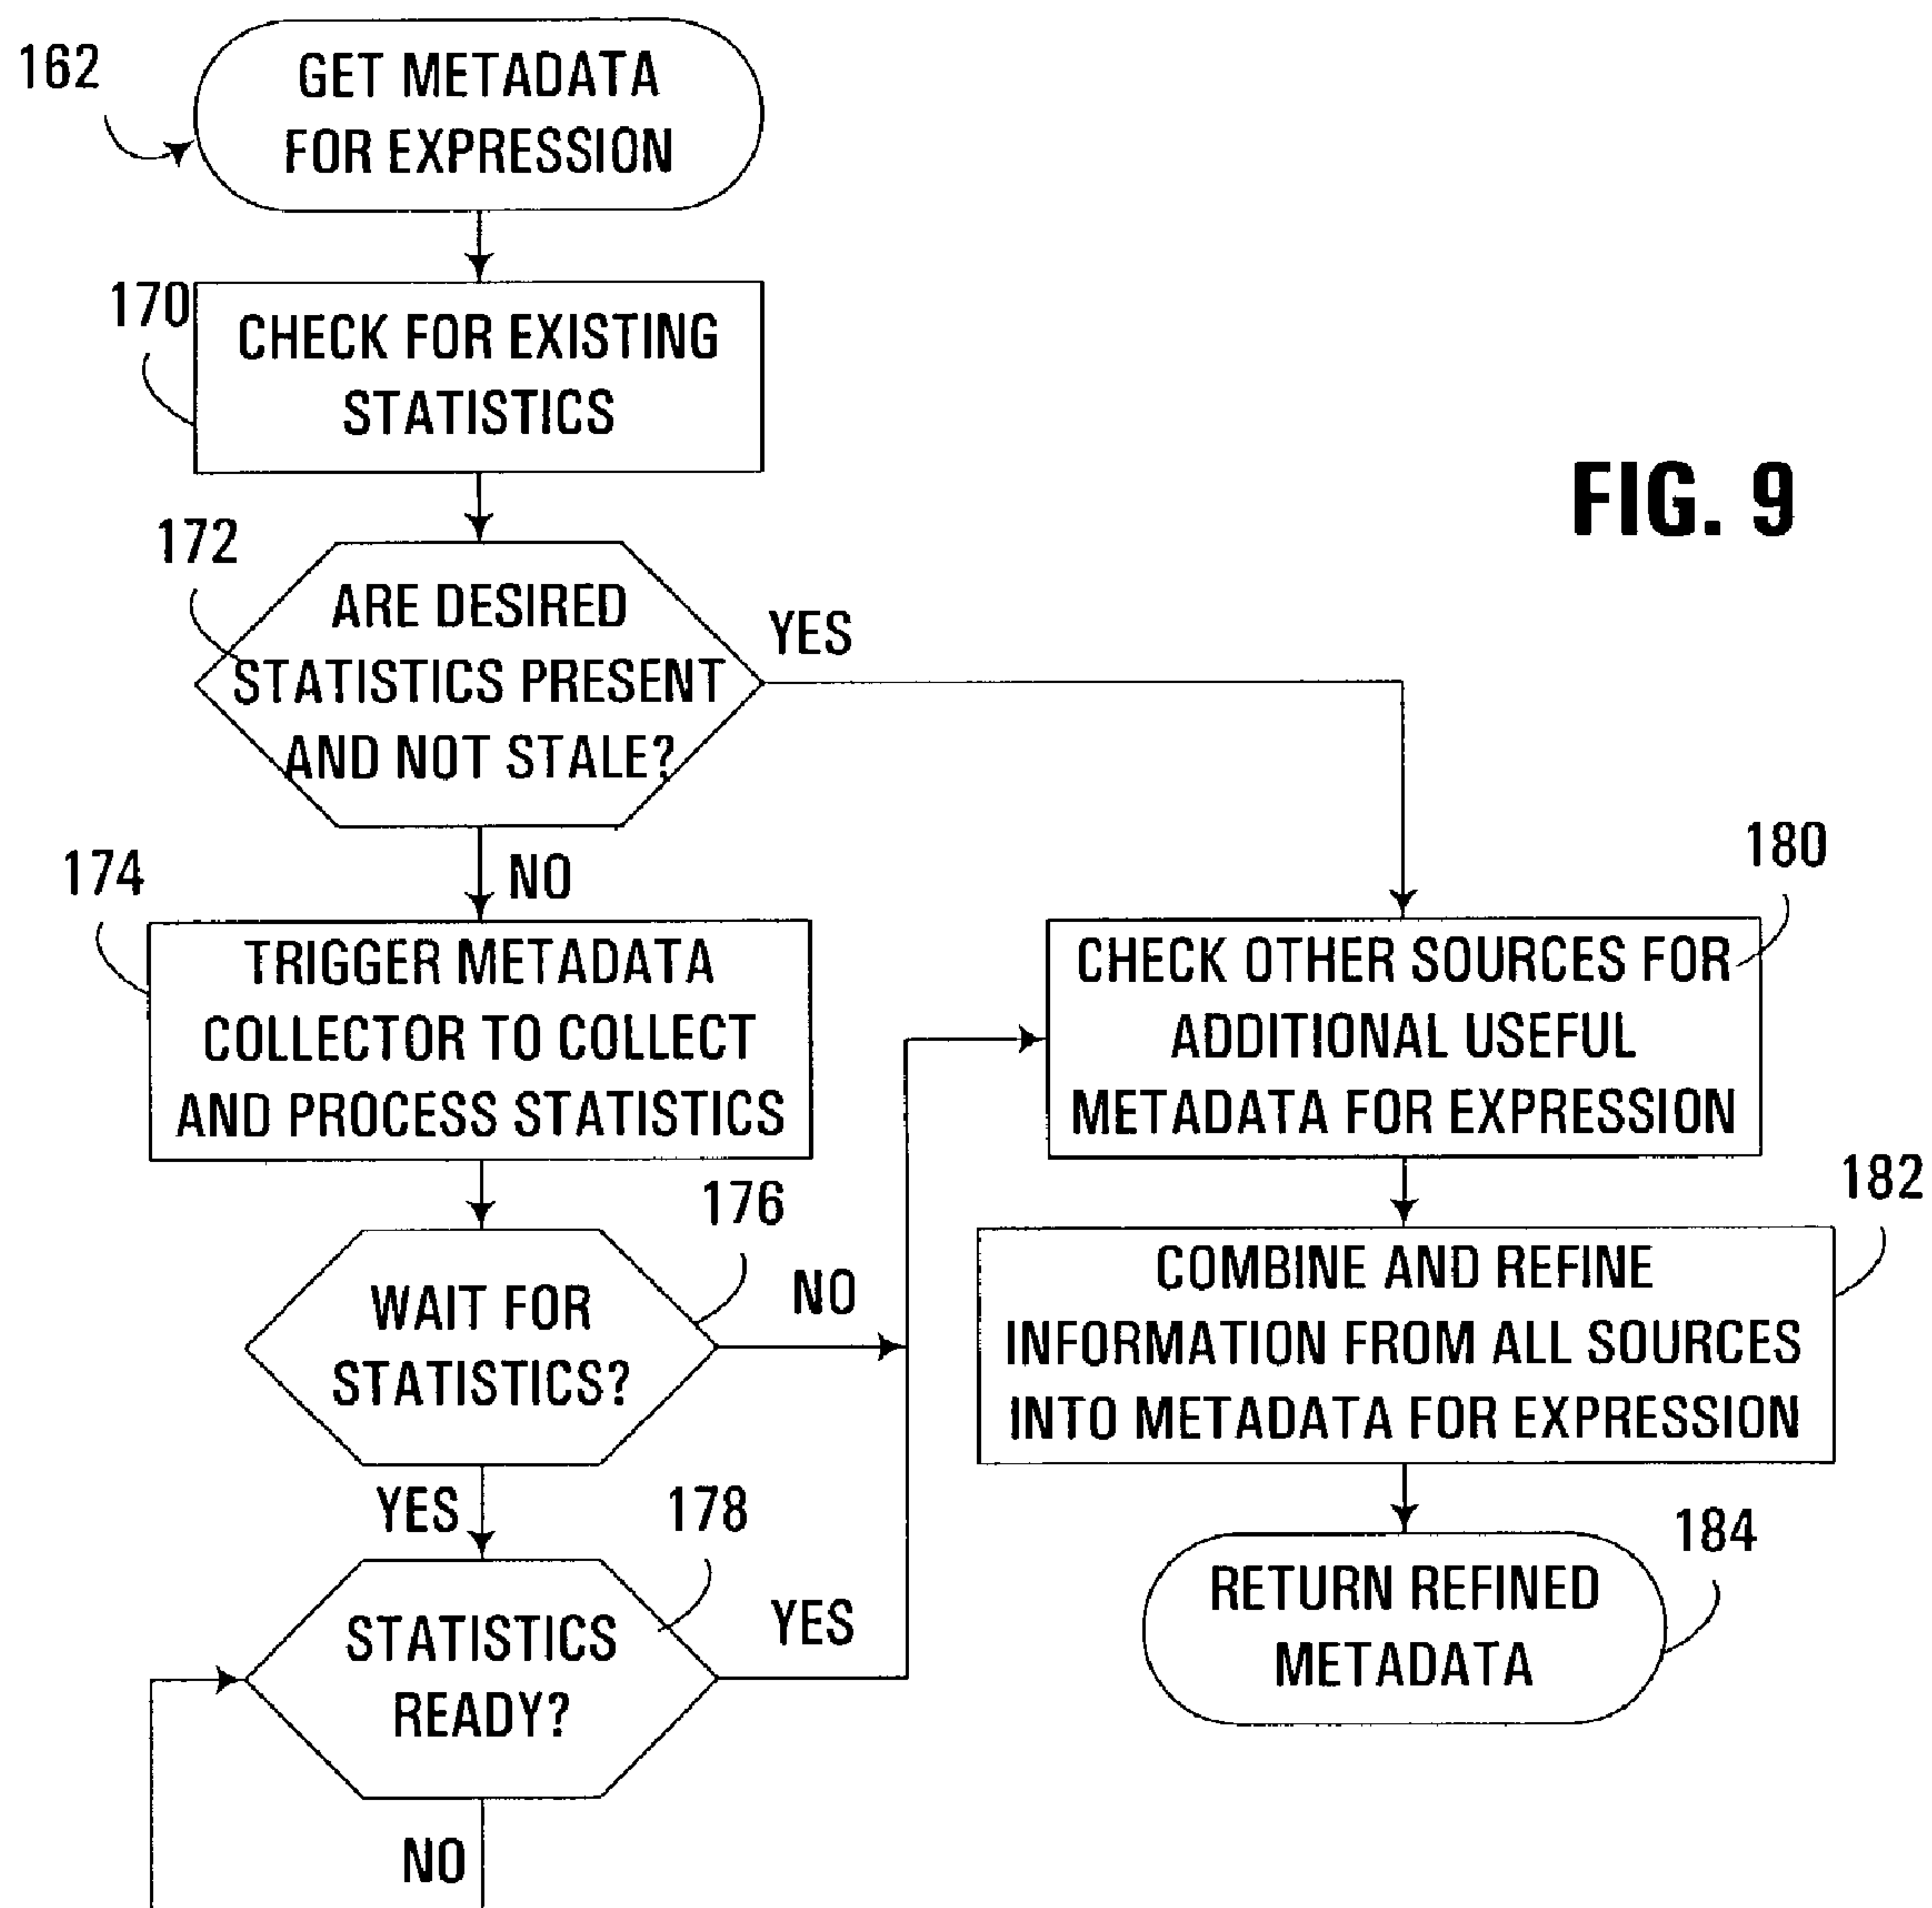 162
GET METADATA
FOR EXPRESSION
170
CHECK FOR EXISTING
STATISTICS
FIG. 9
172
ARE DESIRED
STATISTICS PRESENT
AND NOT STALE?
YES
NO
174
TRIGGER METADATA
COLLECTOR TO COLLECT
AND PROCESS STATISTICS
176
WAIT FOR
STATISTICS?
NO
YES
178
STATISTICS
READY?
YES
NO
180
CHECK OTHER SOURCES FOR
ADDITIONAL USEFUL
METADATA FOR EXPRESSION
182
COMBINE AND REFINE
INFORMATION FROM ALL SOURCES
INTO METADATA FOR EXPRESSION
184
RETURN REFINED
METADATA